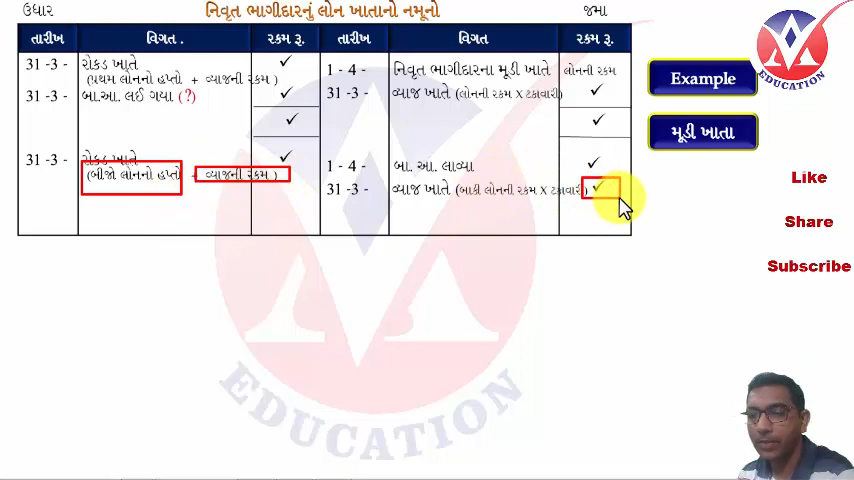 ઉધાર નિવૃત ભાગીદારનું લોન ખાતાનો નમૂનો જમા
તારીખ વિગત . રકમ રૂ. તારીખ વિગત રકમ રૂ.
31 -3 - રોકડ ખાતે ✓
(પ્રથમ લોનનો હપ્તો + વ્યાજની રકમ )
31 -3 - બા.આ. લઈ ગયા (?) ✓
✓
31 -3 - રોકડ ખાતે ✓
(બીજો લોનનો હપ્તો + વ્યાજની રકમ )
1 - 4 - નિવૃત ભાગીદારના મૂડી ખાતે લોનની રકમ
31 -3 - વ્યાજ ખાતે (લોનની રકમ X ટકાવારી) ✓
✓
1 - 4 - બા. આ. લાવ્યા ✓
31 -3 - વ્યાજ ખાતે (બાકી લોનની રકમ X ટકાવારી) ✓
Example
મૂડી ખાતા
Like
Share
Subscribe
EDUCATION
EDUCATION